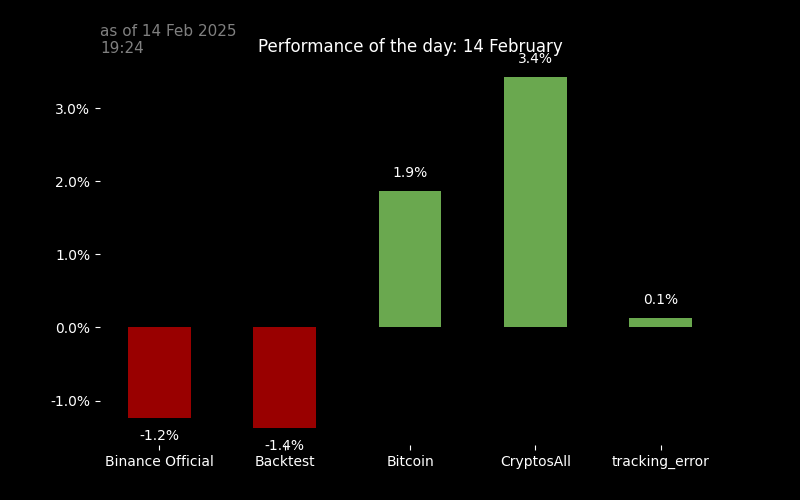 as of 14 Feb 2025
19:24
Performance of the day: 14 February
3.4%
3.0%
2.0%
1.9%
1.0%
0.1%
0.0%
-1.0%
-1.2%
-1.4%
Binance Official
Backtest
Bitcoin
CryptosAll
tracking_error